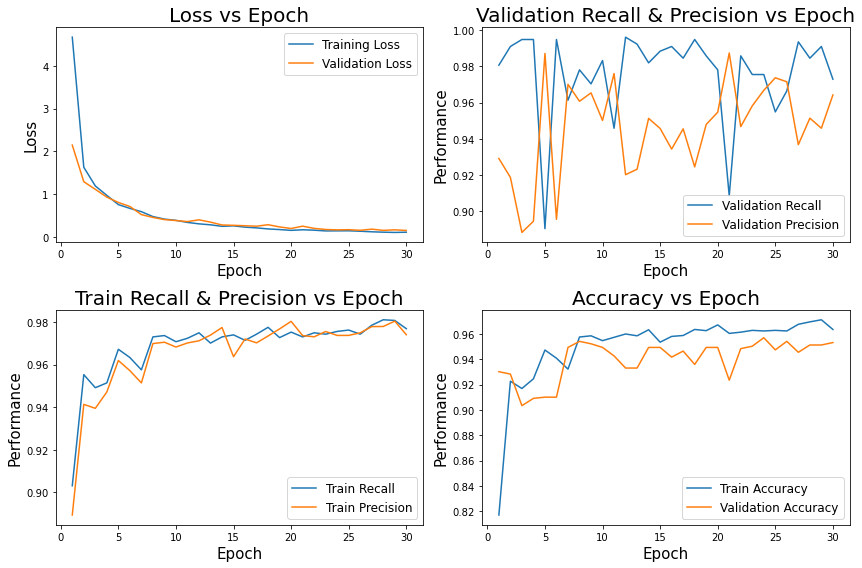 Loss vs Epoch
Loss
4
3
2
1
0
Training Loss
Validation Loss
0 5 10 15 20 25 30
Epoch
Validation Recall & Precision vs Epoch
Performance
1.00
0.98
0.96
0.94
0.92
0.90
Validation Recall
Validation Precision
0 5 10 15 20 25 30
Epoch
Train Recall & Precision vs Epoch
Performance
0.98
0.96
0.94
0.92
0.90
Train Recall
Train Precision
0 5 10 15 20 25 30
Epoch
Accuracy vs Epoch
Performance
0.96
0.94
0.92
0.90
0.88
0.86
0.84
0.82
Train Accuracy
Validation Accuracy
0 5 10 15 20 25 30
Epoch